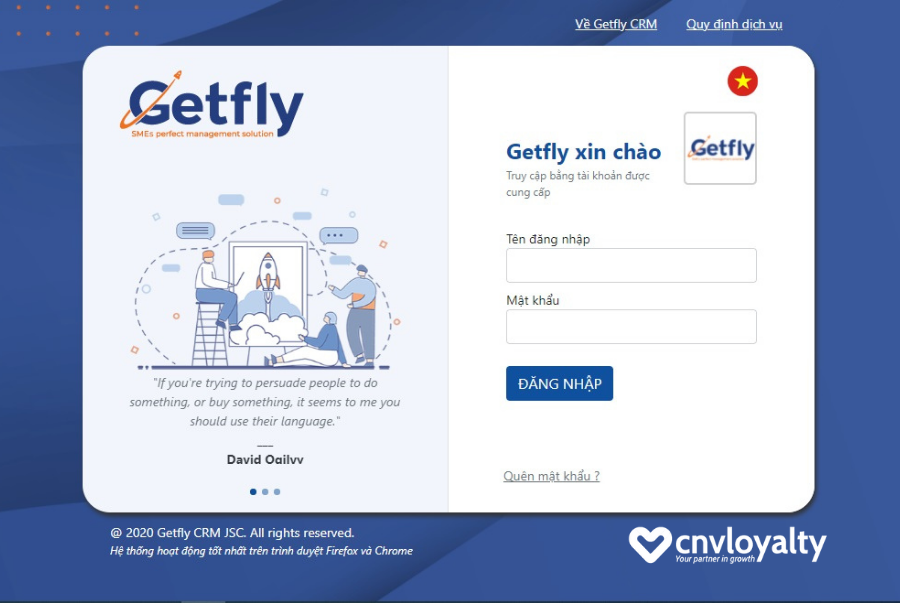 Về Getfly CRM
Quy định dịch vụ
Getfly
SMEs perfect management solution
Getfly xin chào
Truy cập bằng tài khoản được
cung cấp
Getfly
Tên đăng nhập
Mật khẩu
ĐĂNG NHẬP
Quên mật khẩu ?
"If you're trying to persuade people to do
something, or buy something, it seems to me you
should use their language."
David Ogilvy
@ 2020 Getfly CRM JSC. All rights reserved.
Hệ thống hoạt động tốt nhất trên trình duyệt Firefox và Chrome
cnvloyalty
Your partner in growth